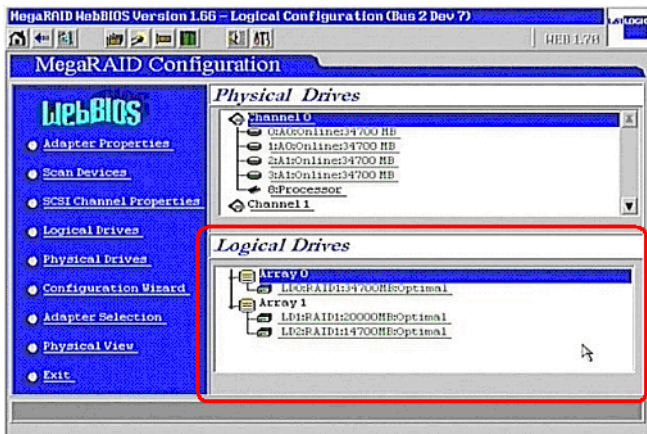 MegaRAID WebBIOS Version 1.66 - Logical Configuration (Bus 2 Dev 7)
LSI LOGIC
WEB 1.70
MegaRAID Configuration
WebBIOS
Adapter Properties
Scan Devices
SCSI Channel Properties
Logical Drives
Physical Drives
Configuration Wizard
Adapter Selection
Physical View
Exit
Physical Drives
Channel 0
0:A0:Online:34700 MB
1:A0:Online:34700 MB
2:A1:Online:34700 MB
3:A1:Online:34700 MB
8:Processor
Channel 1
Logical Drives
Array 0
LD0:RAID1:34700MB:Optimal
Array 1
LD1:RAID1:20000MB:Optimal
LD2:RAID1:14700MB:Optimal